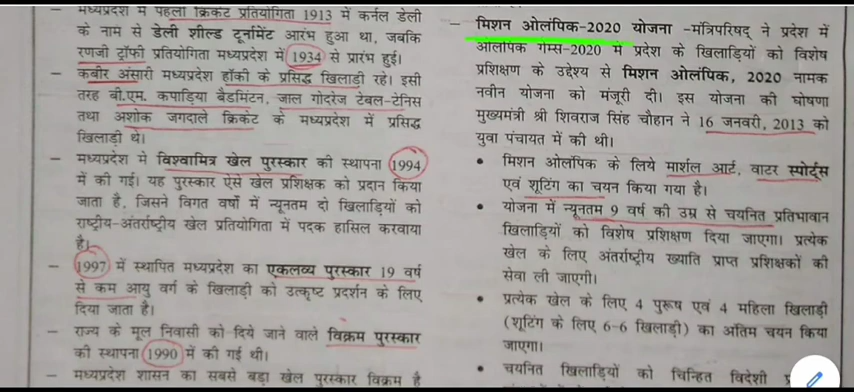 – मध्यप्रदेश में पहली क्रिकेट प्रतियोगिता 1913 में कर्नल डेली
के नाम से डेली शील्ड टूर्नामेंट आरंभ हुआ था, जबकि
रणजी ट्रॉफी प्रतियोगिता मध्यप्रदेश में 1934 से प्रारंभ हुई।
– कबीर अंसारी मध्यप्रदेश हॉकी के प्रसिद्ध खिलाड़ी रहे। इसी
तरह बी.एम. कपाड़िया बैडमिंटन, जाल गोदरेज टेबल-टेनिस
तथा अशोक जगदाले क्रिकेट के मध्यप्रदेश में प्रसिद्ध
खिलाड़ी थे।
– मध्यप्रदेश मे विश्वामित्र खेल पुरस्कार की स्थापना 1994
में की गई। यह पुरस्कार ऐसे खेल प्रशिक्षक को प्रदान किया
जाता है, जिसने विगत वर्षो में न्यूनतम दो खिलाड़ियों को
राष्ट्रीय-अंतर्राष्ट्रीय खेल प्रतियोगिता में पदक हासिल करवाया
है।
– 1997 में स्थापित मध्यप्रदेश का एकलव्य पुरस्कार 19 वर्ष
से कम आयु वर्ग के खिलाड़ी को उत्कृष्ट प्रदर्शन के लिए
दिया जाता है।
– राज्य के मूल निवासी को दिये जाने वाले विक्रम पुरस्कार
की स्थापना 1990 में की गई थी।
– मध्यप्रदेश शासन का सबसे बड़ा खेल पुरस्कार विक्रम है
– मिशन ओलंपिक-2020 योजना -मंत्रिपरिषद् ने प्रदेश में
ओलंपिक गेम्स-2020 में प्रदेश के खिलाड़ियों को विशेष
प्रशिक्षण के उद्देश्य से मिशन ओलंपिक, 2020 नामक
नवीन योजना को मंजूरी दी। इस योजना की घोषणा
मुख्यमंत्री श्री शिवराज सिंह चौहान ने 16 जनवरी, 2013 को
युवा पंचायत में की थी।
• मिशन ओलंपिक के लिये मार्शल आर्ट, वाटर स्पोर्ट्स
एवं शूटिंग का चयन किया गया है।
• योजना में न्यूनतम 9 वर्ष की उम्र से चयनित प्रतिभावान
खिलाड़ियों को विशेष प्रशिक्षण दिया जाएगा। प्रत्येक
खेल के लिए अंतर्राष्ट्रीय ख्याति प्राप्त प्रशिक्षकों की
सेवा ली जाएगी।
• प्रत्येक खेल के लिए 4 पुरूष एवं 4 महिला खिलाड़ी
(शूटिंग के लिए 6-6 खिलाड़ी) का अंतिम चयन किया
जाएगा।
• चयनित खिलाड़ियों को चिन्हित विदेशी